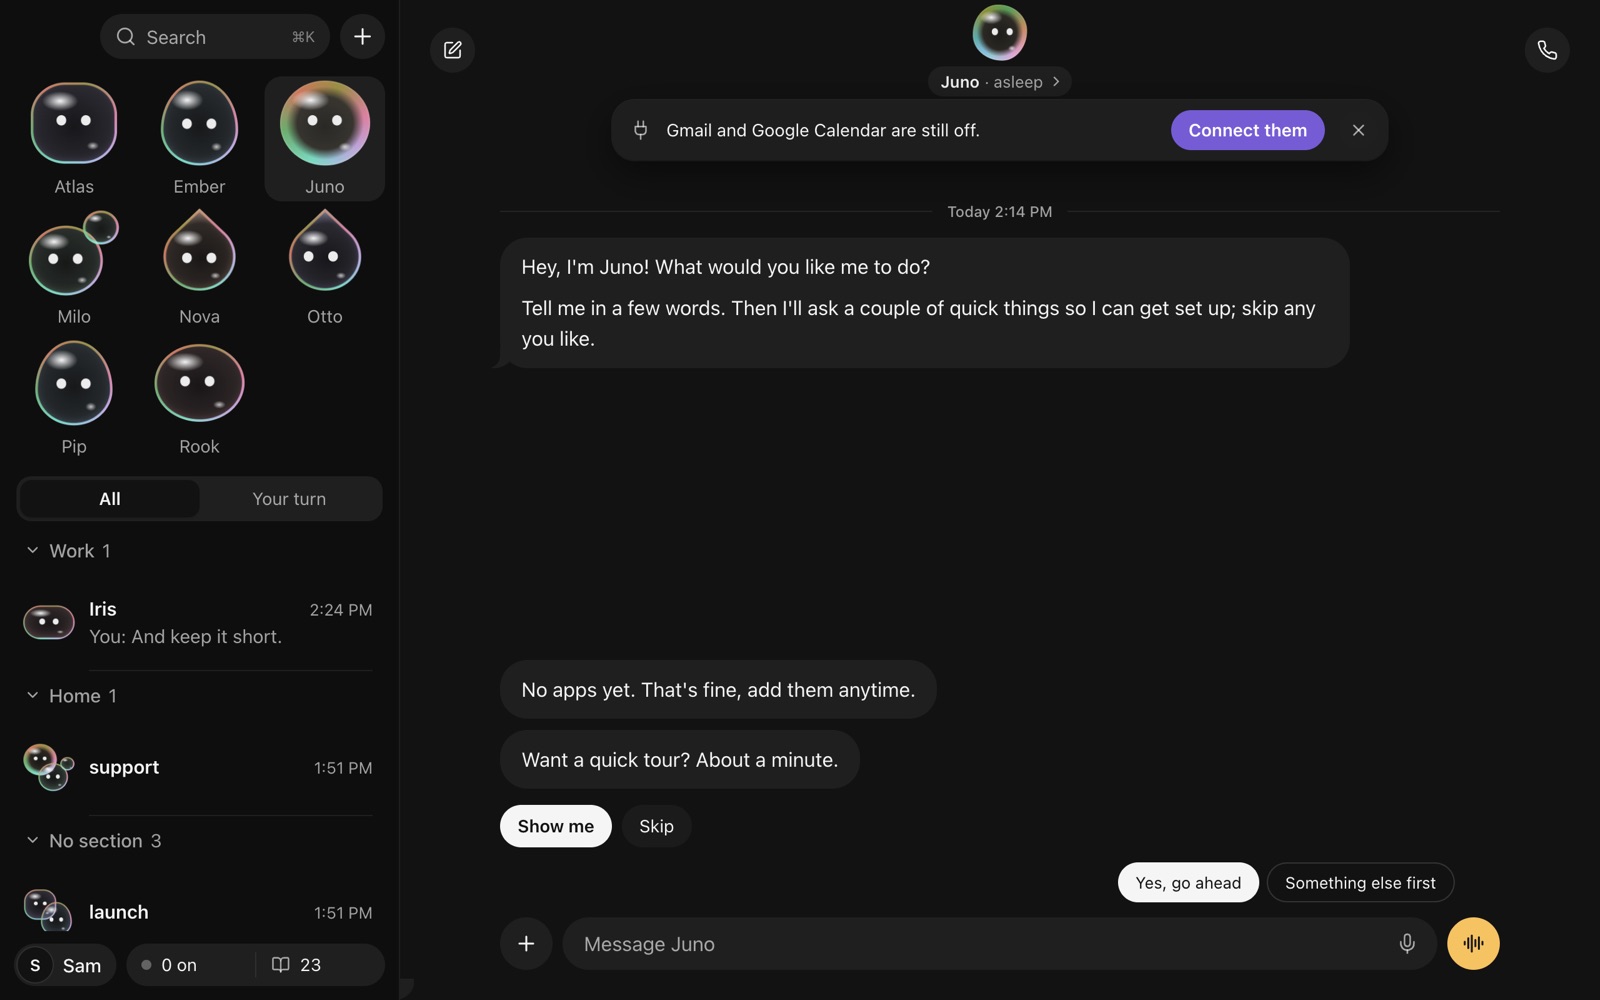 Search ⌘K
Atlas
Ember
Juno
Milo
Nova
Otto
Pip
Rook
All
Your turn
Work 1
Iris 2:24 PM
You: And keep it short.
Home 1
support 1:51 PM
No section 3
launch 1:51 PM
S Sam
0 on
23
Juno · asleep
Gmail and Google Calendar are still off.
Connect them
Today 2:14 PM
Hey, I'm Juno! What would you like me to do?
Tell me in a few words. Then I'll ask a couple of quick things so I can get set up; skip any
you like.
No apps yet. That's fine, add them anytime.
Want a quick tour? About a minute.
Show me
Skip
Yes, go ahead
Something else first
Message Juno